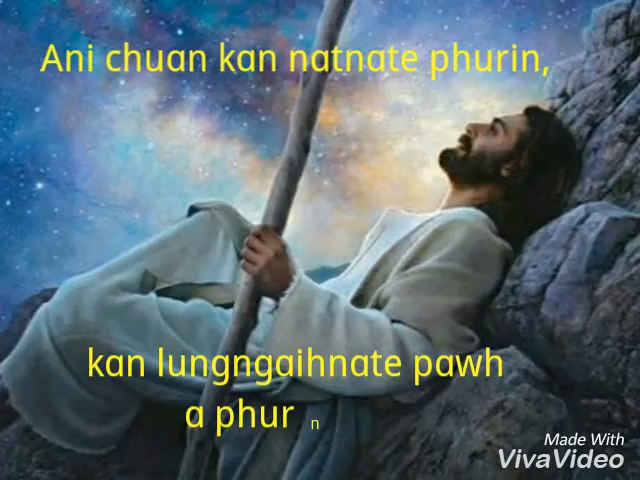 Ani chuan kan natnate phurin,
kan lungngaihnate pawh
a phur n
Made With
VivaVideo